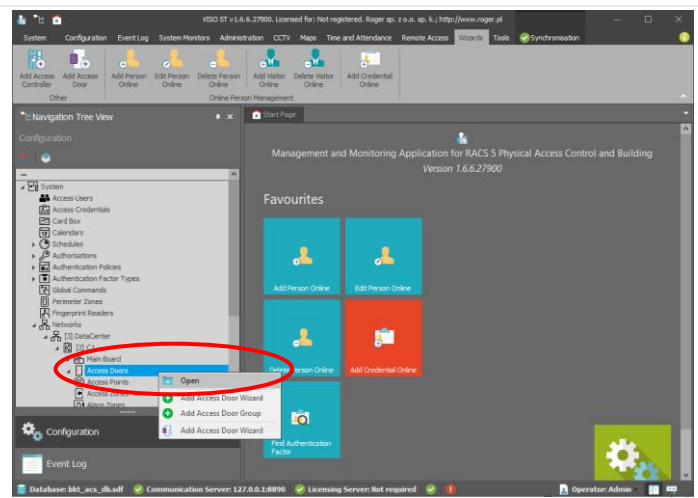 VISO ST v1.6.6.27900. Licensed for: Not registered. Roger sp. z o.o. sp. k.; http://www.roger.pl
System Configuration Event Log System Monitors Administration CCTV Maps Time and Attendance Remote Access Wizards Tools Synchronisation
Add Access Controller
Add Access Door
Add Person Online
Edit Person Online
Delete Person Online
Add Visitor Online
Delete Visitor Online
Add Credential Online
Other
Online Person Management
Navigation Tree View
Start Page
Configuration
Management and Monitoring Application for RACS 5 Physical Access Control and Building
Version 1.6.6.27900
System
Access Users
Access Credentials
Card Box
Calendars
Schedules
Authorisations
Authentication Policies
Authentication Factor Types
Global Commands
Perimeter Zones
Fingerprint Readers
Networks
[3] DataCenter
[2] C1
Main Board
Access Doors
Access Points
Access Zones
Alarm Zones
Open
Add Access Door Wizard
Add Access Door Group
Add Access Door Wizard
Favourites
Add Person Online
Edit Person Online
Delete Person Online
Add Credential Online
Find Authentication
Factor
Configuration
Event Log
Database: bkt_acs_db.sdf Communication Server: 127.0.0.1:8890 Licensing Server: Not required Operator: Admin